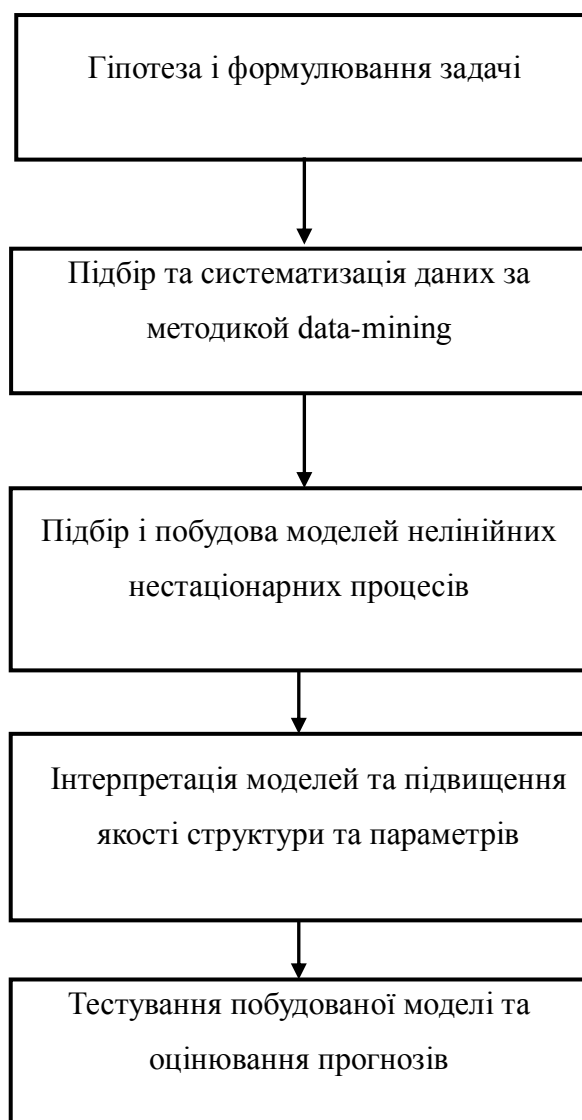 Гіпотеза і формулювання задачі
Підбір та систематизація даних за
методикой data-mining
Підбір і побудова моделей нелінійних
нестаціонарних процесів
Інтерпретація моделей та підвищення
якості структури та параметрів
Тестування побудованої моделі та
оцінювання прогнозів